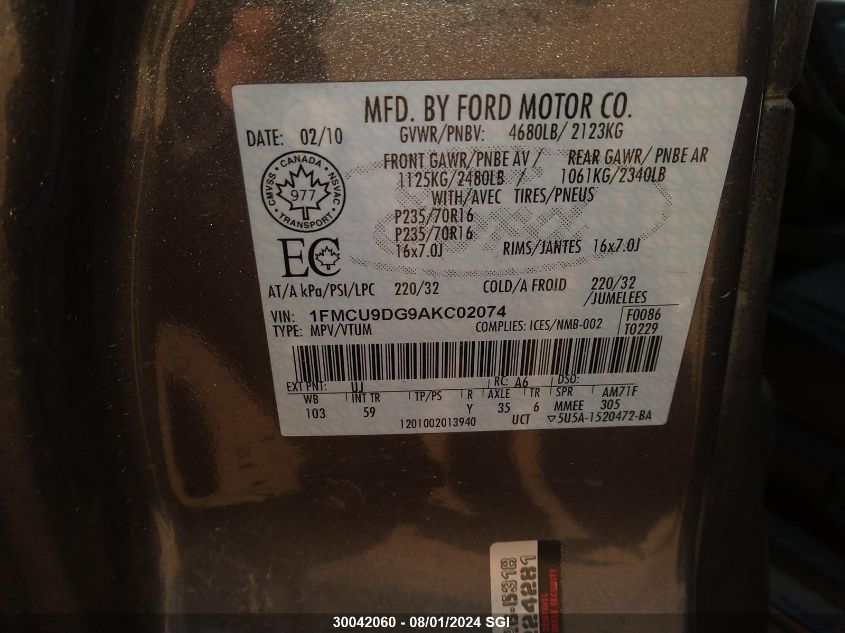 MFD. BY FORD MOTOR CO.
DATE: 02/10
GVWR/PNBV: 4680LB/ 2123KG
FRONT GAWR/PNBE AV / REAR GAWR/ PNBE AR
1125KG/2480LB / 1061KG/2340LB
WITH/AVEC TIRES/PNEUS
P235/70R16
P235/70R16
16x7.0J RIMS/JANTES 16x7.0J
CANADA
CMVSS 977 NSVAC
TRANSPORT
EC
AT/A kPa/PSI/LPC 220/32 COLD/A FROID 220/32
/JUMELEES
VIN: 1FMCU9DG9AKC02074 F0086
TYPE: MPV/VTUM COMPLIES: ICES/NMB-002 T0229
EXT PNT: UJ RC: A6 DSO:
WB INT TR TP/PS R AXLE TR SPR AM71F
103 59 Y 35 6 MMEE 305
1201002013940 UCT ▽5U5A-1520472-BA
224281
VEHICLE SECURITY
30042060 - 08/01/2024 SGI